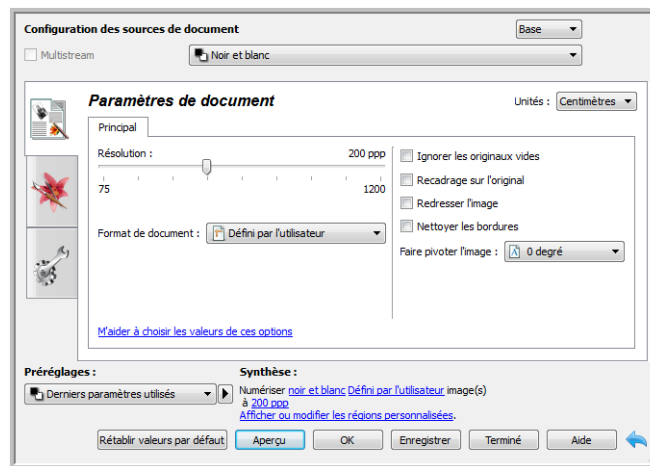 Configuration des sources de document
Base
Multistream
Noir et blanc
Paramètres de document
Unités :
Centimètres
Principal
Résolution :
200 ppp
75
1200
Format de document :
Défini par l'utilisateur
Ignorer les originaux vides
Recadrage sur l'original
Redresser l'image
Nettoyer les bordures
Faire pivoter l'image :
0 degré
M'aider à choisir les valeurs de ces options
Préréglages :
Derniers paramètres utilisés
Synthèse :
Numériser noir et blanc Défini par l'utilisateur image(s)
à 200 ppp
Afficher ou modifier les régions personnalisées.
Rétablir valeurs par défaut
Aperçu
OK
Enregistrer
Terminé
Aide